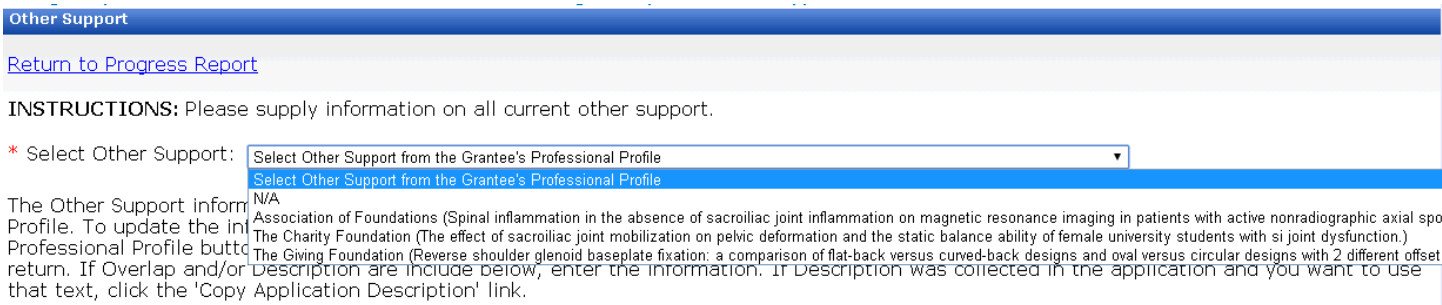 Other Support
Return to Progress Report
INSTRUCTIONS: Please supply information on all current other support.
* Select Other Support: Select Other Support from the Grantee's Professional Profile
Select Other Support from the Grantee's Professional Profile
N/A
Association of Foundations (Spinal inflammation in the absence of sacroiliac joint inflammation on magnetic resonance imaging in patients with active nonradiographic axial spo
The Charity Foundation (The effect of sacroiliac joint mobilization on pelvic deformation and the static balance ability of female university students with si joint dysfunction.)
The Giving Foundation (Reverse shoulder glenoid baseplate fixation: a comparison of flat-back versus curved-back designs and oval versus circular designs with 2 different offset
The Other Support inform
Profile. To update the in
Professional Profile butto
return. If Overlap and/or Description are include below, enter the information. If Description was collected in the application and you want to use
that text, click the 'Copy Application Description' link.